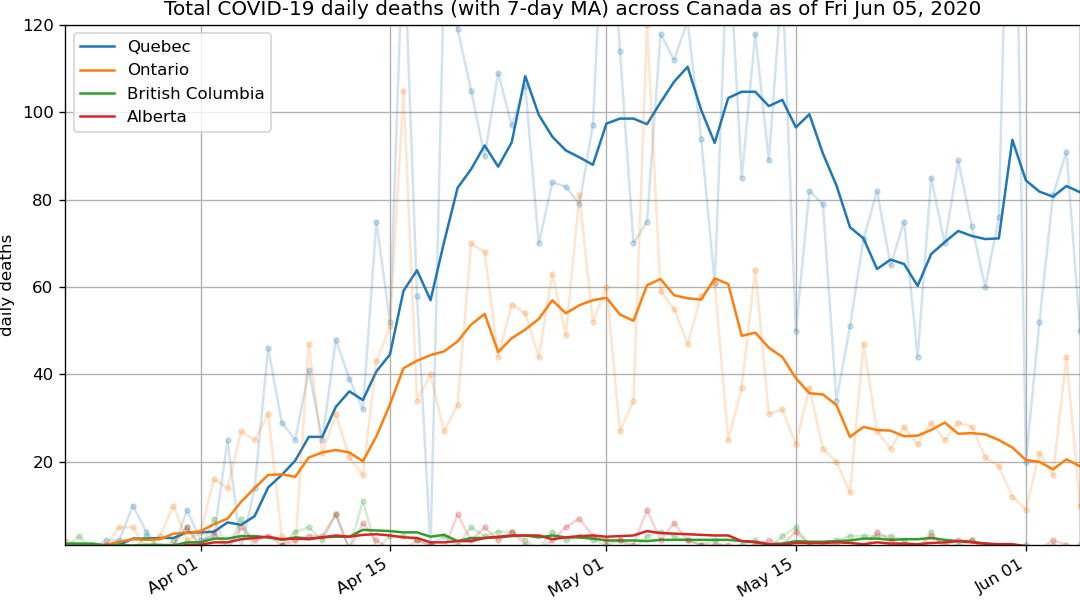 Total COVID-19 daily deaths (with 7-day MA) across Canada as of Fri Jun 05, 2020
120
100
80
60
40
20
daily deaths
Quebec
Ontario
British Columbia
Alberta
Apr 01
Apr 15
May 01
May 15
Jun 01